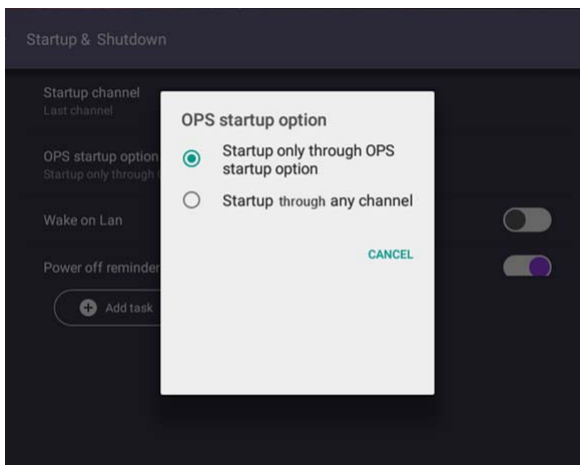 Startup & Shutdown
Startup channel
Last channel
OPS startup option
Startup only through
Wake on Lan
Power off reminder
Add task
OPS startup option
Startup only through OPS
startup option
Startup through any channel
CANCEL